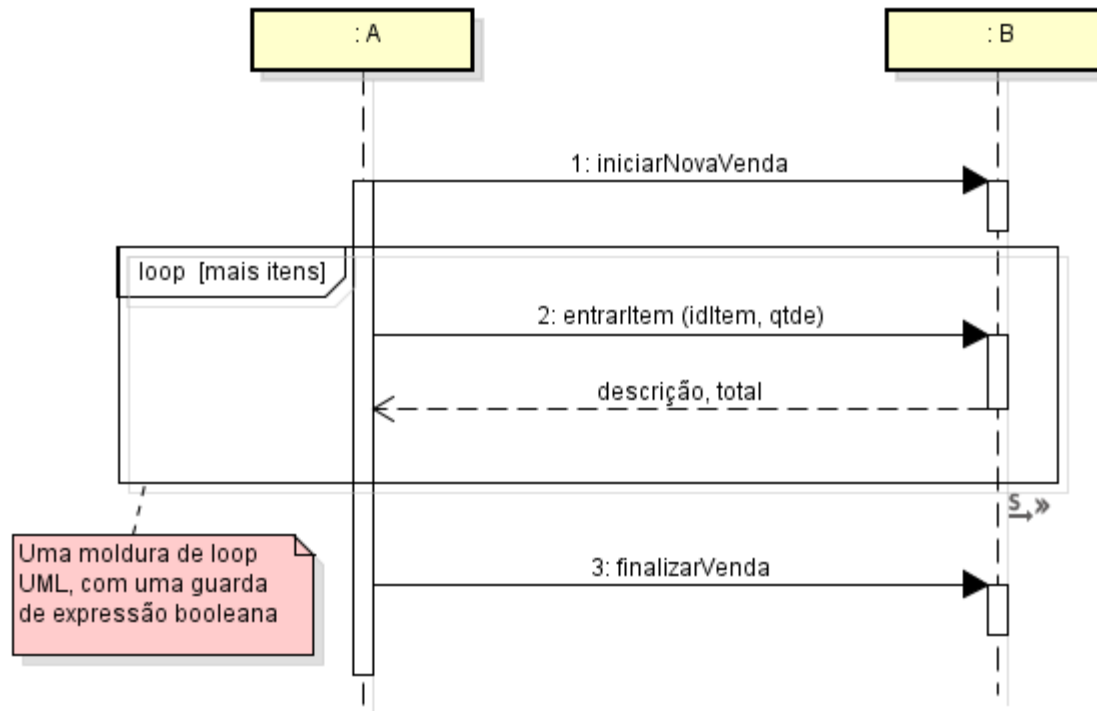 : A
: B
1: iniciarNovaVenda
loop [mais itens]
2: entrarItem (idItem, qtde)
descrição, total
S
Uma moldura de loop
UML, com uma guarda
de expressão booleana
3: finalizarVenda